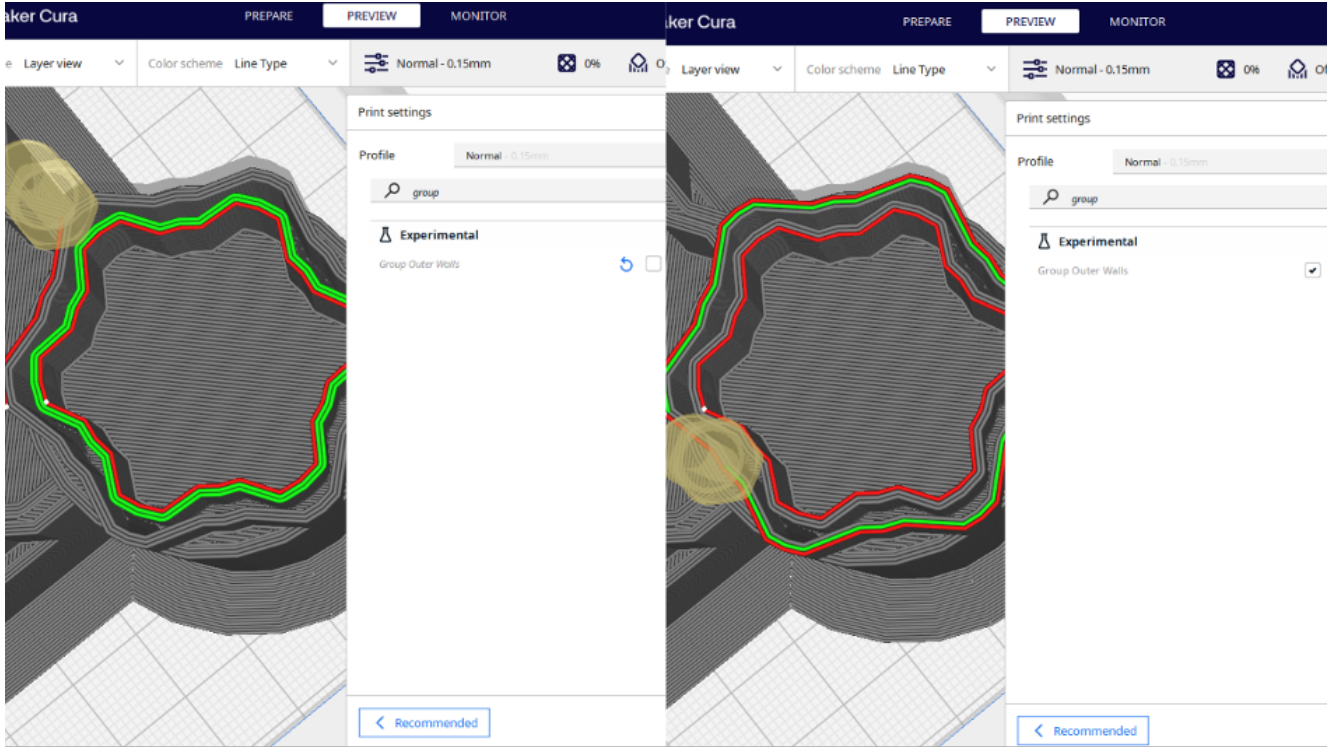 aker Cura
PREPARE
PREVIEW
MONITOR
e Layer view
Color scheme Line Type
Normal - 0.15mm
0%
Print settings
Profile
Normal - 0.15mm
group
Experimental
Group Outer Walls
Recommended
aker Cura
PREPARE
PREVIEW
MONITOR
Layer view
Color scheme Line Type
Normal - 0.15mm
0%
Print settings
Profile
Normal - 0.15mm
group
Experimental
Group Outer Walls
Recommended